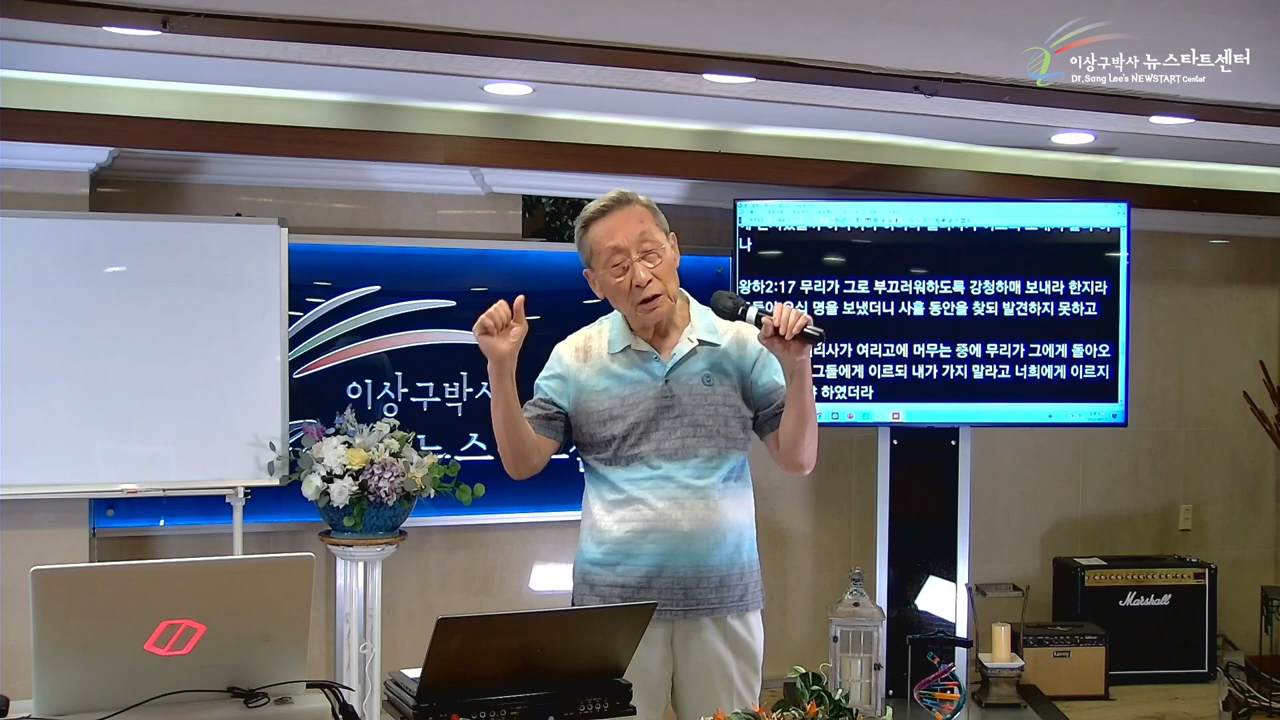 이상구박사 뉴스타트센터
Dr. Sang Lee's NEWSTART Center
나
왕하2:17 무리가 그로 부끄러워하도록 강청하매 보내라 한지라
명을 보냈더니 사흘 동안을 찾되 발견하지 못하고
여리고에 머무는 중에 무리가 그에게 돌아오
그들에게 이르되 내가 가지 말라고 너희에게 이르지
하였더라
이상구박사
뉴스
Marshall
Laney